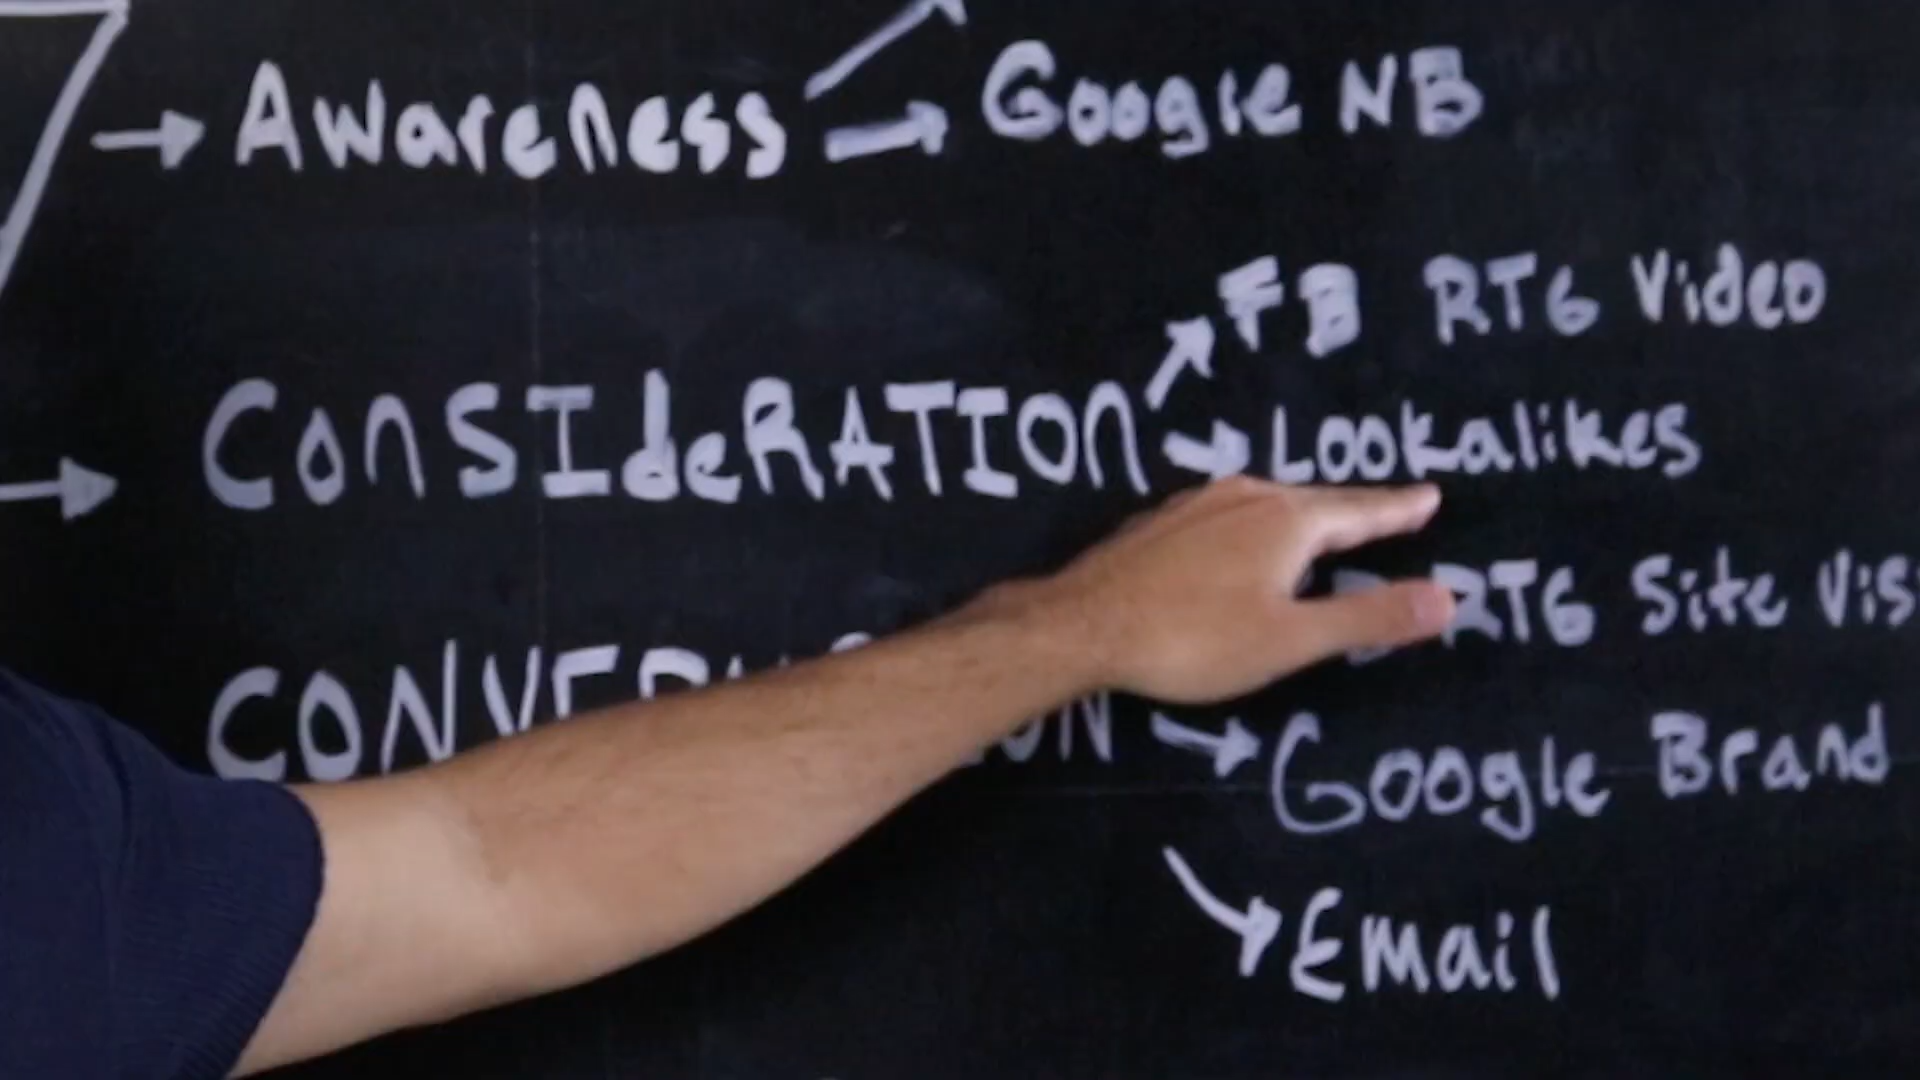 Awareness
Google NB
FB RTG Video
ConSIdeRATION
Lookalikes
RTG Site
Google Brand
Email